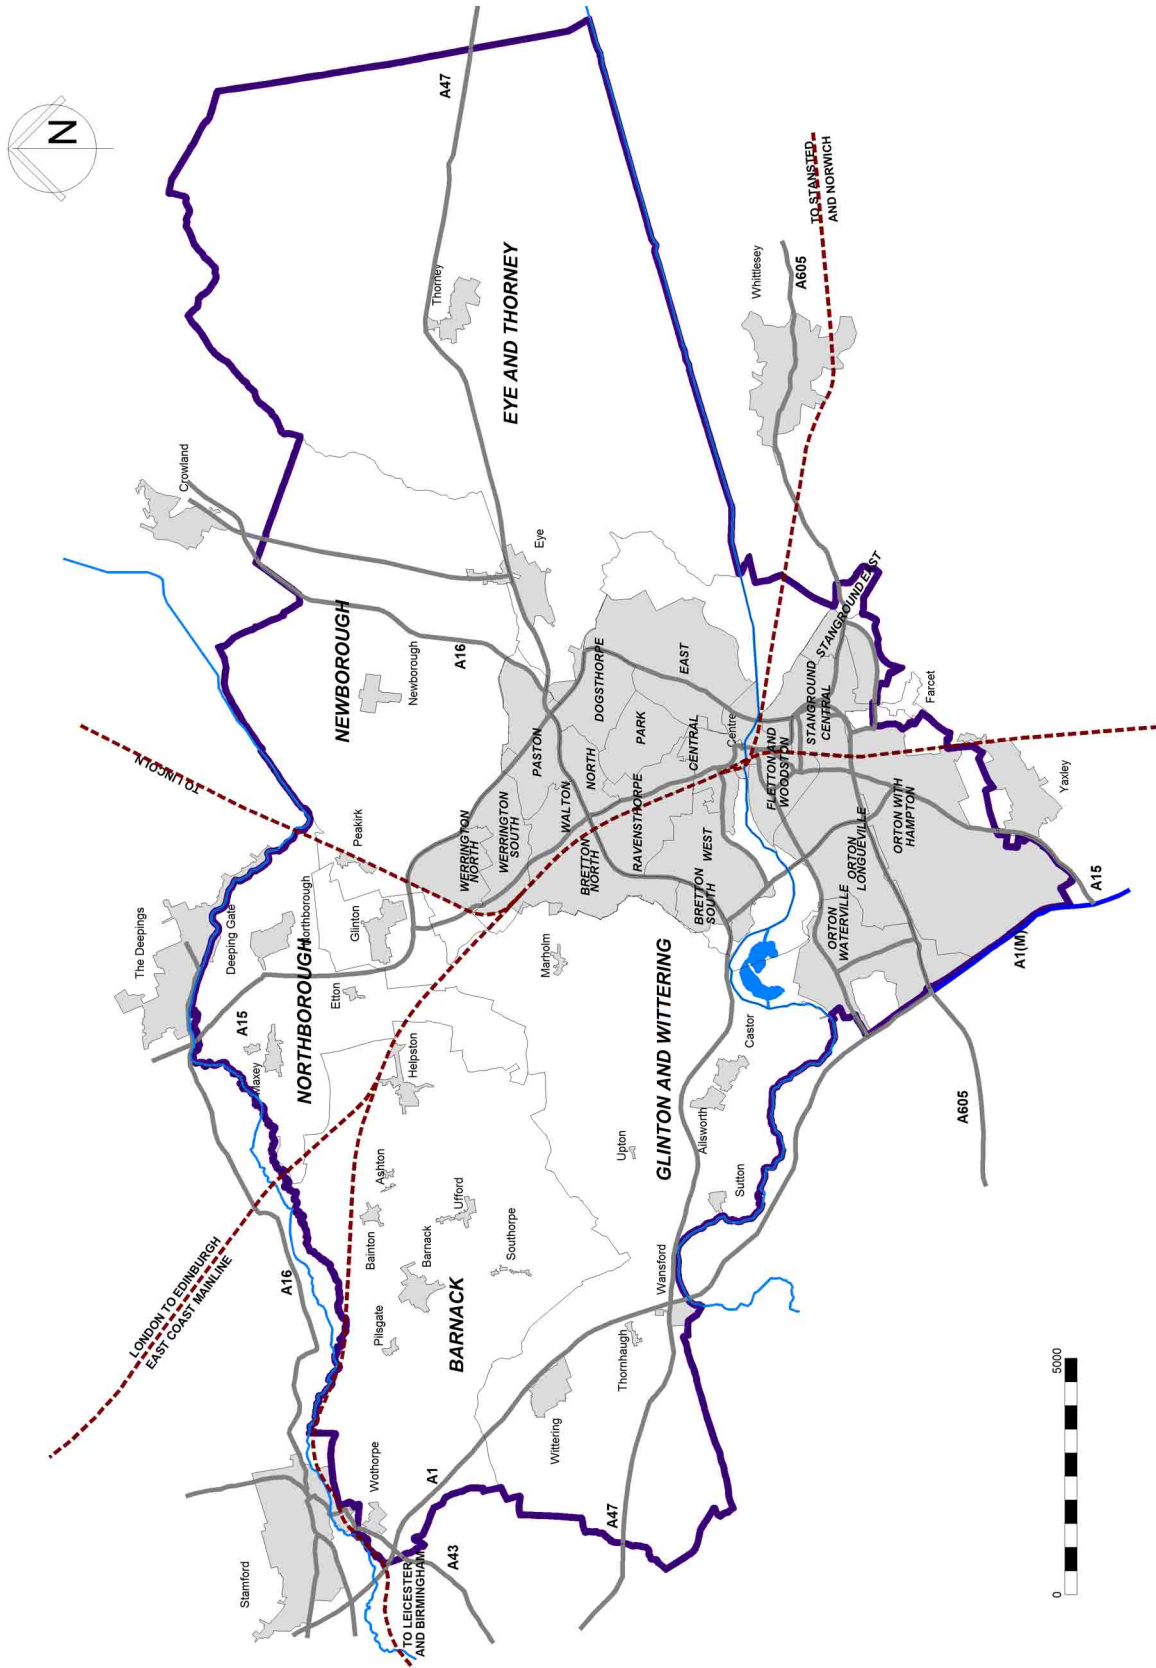 N
A47
EYE AND THORNEY
Thorney
TO STANSTED
AND NORWICH
A605
Whittlesey
Crowland
Eye
NEWBOROUGH
Newborough
A16
TO LINCOLN
Peakirk
The Deepings
Deeping Gate
Northborough
Glinton
NORTHBOROUGH
Etton
A15
Maxey
Helpston
Marholm
PASTON
DOGSTHORPE
EAST
PARK
NORTH
WALTON
CENTRAL
Centre
WERRINGTON
NORTH
WERRINGTON
SOUTH
BRETTON
NORTH
RAVENSTHORPE
WEST
BRETTON
SOUTH
FLETTON AND
WOODSTON
STANGROUND
CENTRAL
STANGROUND EAST
Farcet
Yaxley
ORTON WITH
HAMPTON
ORTON
LONGUEVILLE
ORTON
WATERVILLE
A15
A1(M)
A605
GLINTON AND WITTERING
Castor
Ailsworth
Upton
Sutton
Wansford
Thornhaugh
Wittering
LONDON TO EDINBURGH
EAST COAST MAINLINE
A16
Ashton
Bainton
Ufford
Barnack
Southorpe
Pilsgate
BARNACK
Wothorpe
Stamford
A1
A43
A47
TO LEICESTER
AND BIRMINGHAM
0
5000